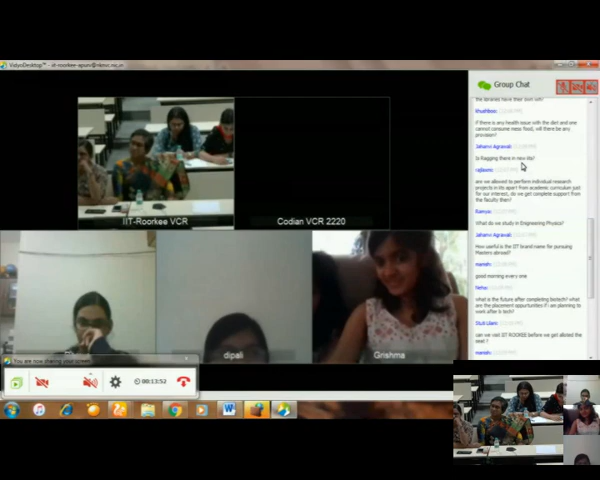 VidyoDesktop™ - iit-roorkee-apuni@nkmic.nic.in
Group Chat
the libraries have their own wifi?
khushboo:
if there is any health issue with the diet and one
cannot consume mess food, will there be any
provision?
Jahanvi Agrawal:
Is Ragging there in new iits?
are we allowed to perform individual research
projects in iits apart from academic curriculum just
for our interest, do we get complete support from
the faculty then?
Ramya:
What do we study in Engineering Physics?
Jahanvi Agrawal:
How useful is the IIT brand name for pursuing
Masters abroad?
manish:
good morning every one
Neha:
what is the future after completing biotech? what
are the placement opportunities if i am planning to
work after b tech?
Stuti Jain:
can we visit IIT ROORKEE before we get alloted the
seat ?
manish:
IIT-Roorkee VCR
Codian VCR 2220
dipali
Grishma
You are now sharing your screen
00:13:52